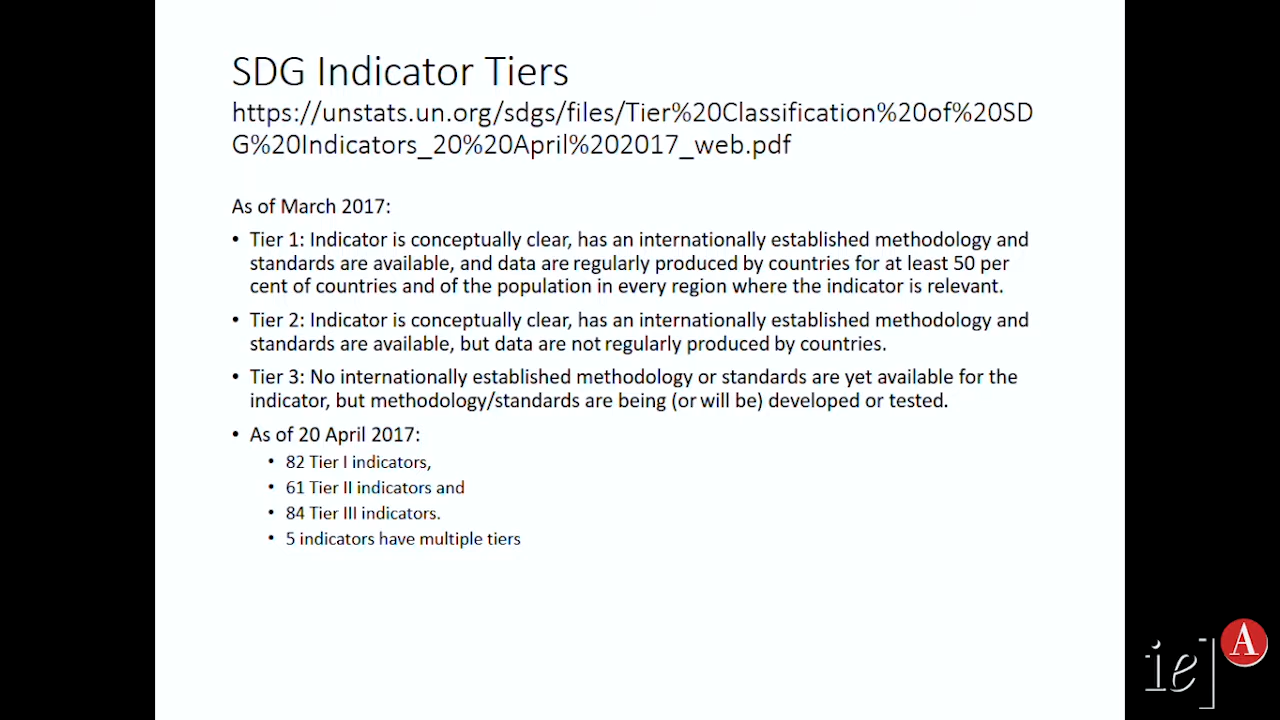 SDG Indicator Tiers
https://unstats.un.org/sdgs/files/Tier%20Classification%20of%20SD
G%20Indicators_20%20April%202017_web.pdf
As of March 2017:
• Tier 1: Indicator is conceptually clear, has an internationally established methodology and
standards are available, and data are regularly produced by countries for at least 50 per
cent of countries and of the population in every region where the indicator is relevant.
• Tier 2: Indicator is conceptually clear, has an internationally established methodology and
standards are available, but data are not regularly produced by countries.
• Tier 3: No internationally established methodology or standards are yet available for the
indicator, but methodology/standards are being (or will be) developed or tested.
• As of 20 April 2017:
• 82 Tier I indicators,
• 61 Tier II indicators and
• 84 Tier III indicators.
• 5 indicators have multiple tiers
ie] A